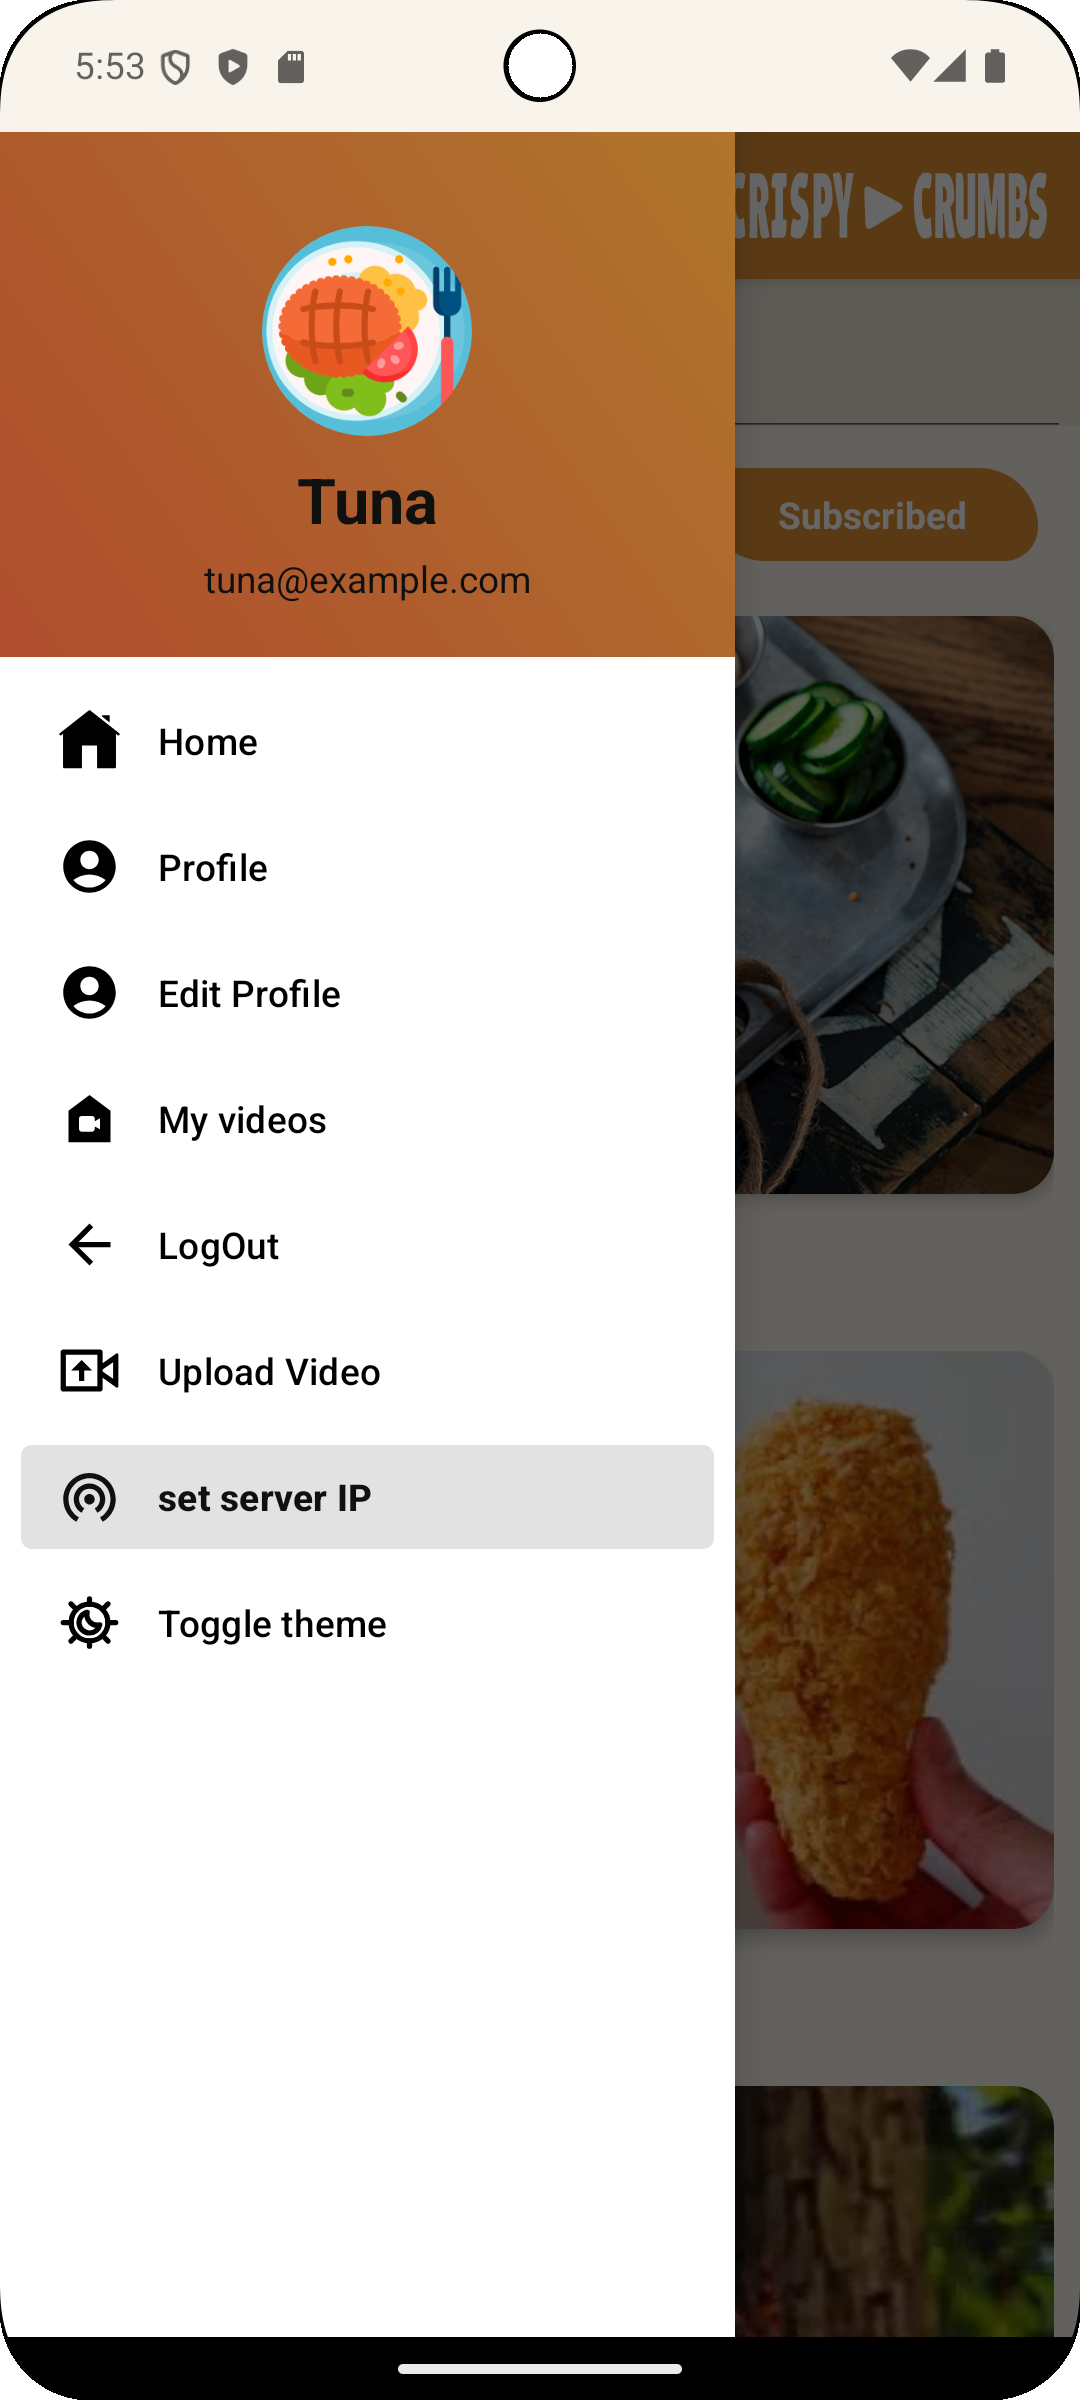 5:53
CRISPY CRUMBS
Subscribed
Tuna
tuna@example.com
Home
Profile
Edit Profile
My videos
LogOut
Upload Video
set server IP
Toggle theme